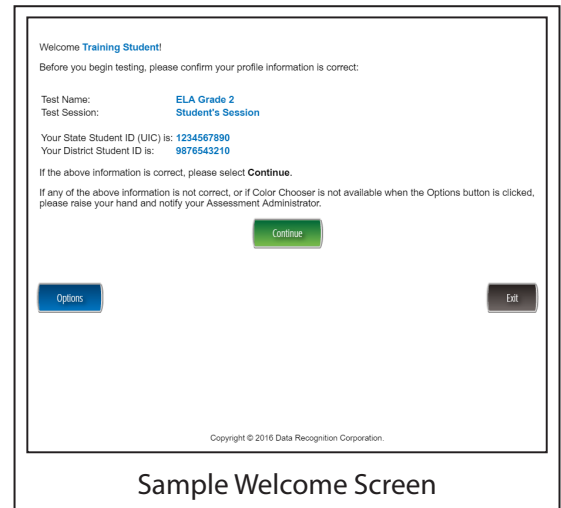 Welcome Training Student!
Before you begin testing, please confirm your profile information is correct:
Test Name: ELA Grade 2
Test Session: Student's Session
Your State Student ID (UIC) is: 1234567890
Your District Student ID is: 9876543210
If the above information is correct, please select Continue.
If any of the above information is not correct, or if Color Chooser is not available when the Options button is clicked,
please raise your hand and notify your Assessment Administrator.
Continue
Options Exit
Copyright © 2016 Data Recognition Corporation.
Sample Welcome Screen